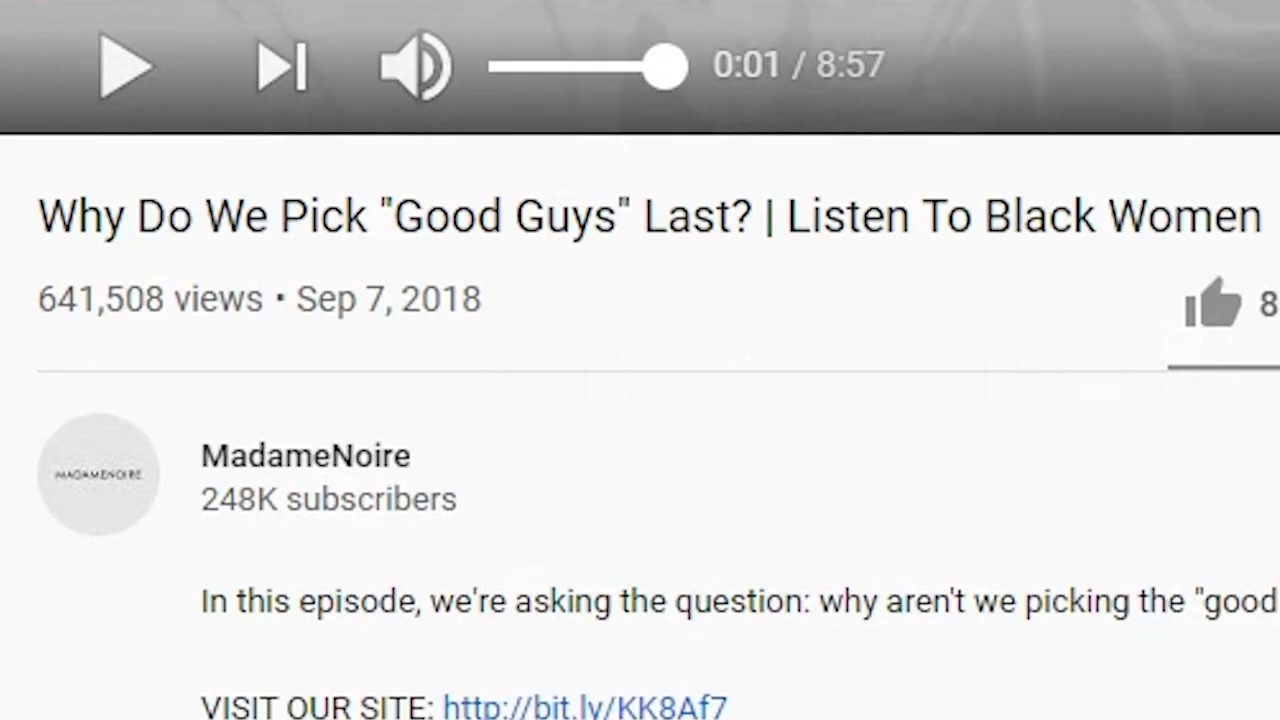 0:01 / 8:57
Why Do We Pick "Good Guys" Last? | Listen To Black Women
641,508 views • Sep 7, 2018
8
MADAMENOIRE
MadameNoire
248K subscribers
In this episode, we're asking the question: why aren't we picking the "good
VISIT OUR SITE: http://bit.ly/KK8Af7